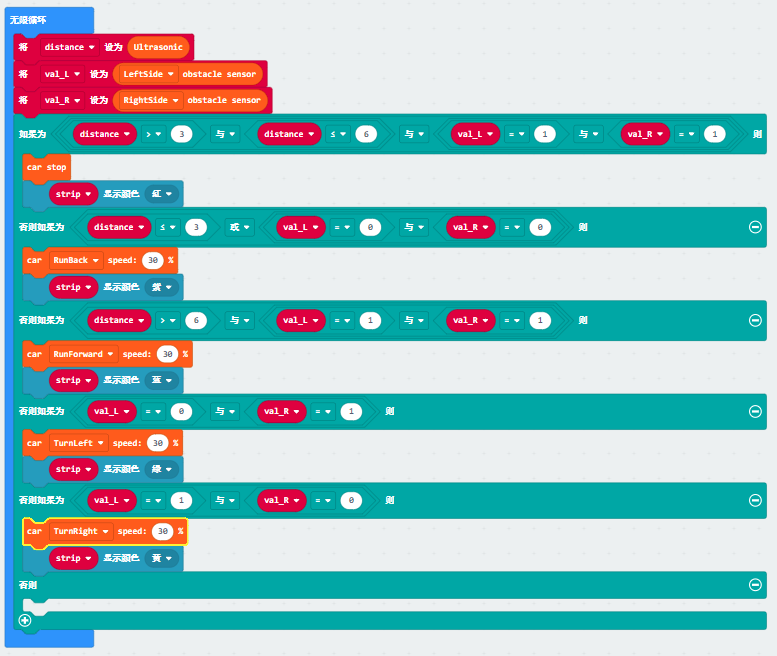 无限循环
将 distance 设为 Ultrasonic
将 val_L 设为 LeftSide obstacle sensor
将 val_R 设为 RightSide obstacle sensor
如果为 distance > 3 与 distance ≤ 6 与 val_L = 1 与 val_R = 1 则
car stop
strip 显示颜色 红
否则如果为 distance ≤ 3 或 val_L = 0 与 val_R = 0 则
car RunBack speed: 30 %
strip 显示颜色 紫
否则如果为 distance > 6 与 val_L = 1 与 val_R = 1 则
car RunForward speed: 30 %
strip 显示颜色 蓝
否则如果为 val_L = 0 与 val_R = 1 则
car TurnLeft speed: 30 %
strip 显示颜色 绿
否则如果为 val_L = 1 与 val_R = 0 则
car TurnRight speed: 30 %
strip 显示颜色 黄
否则